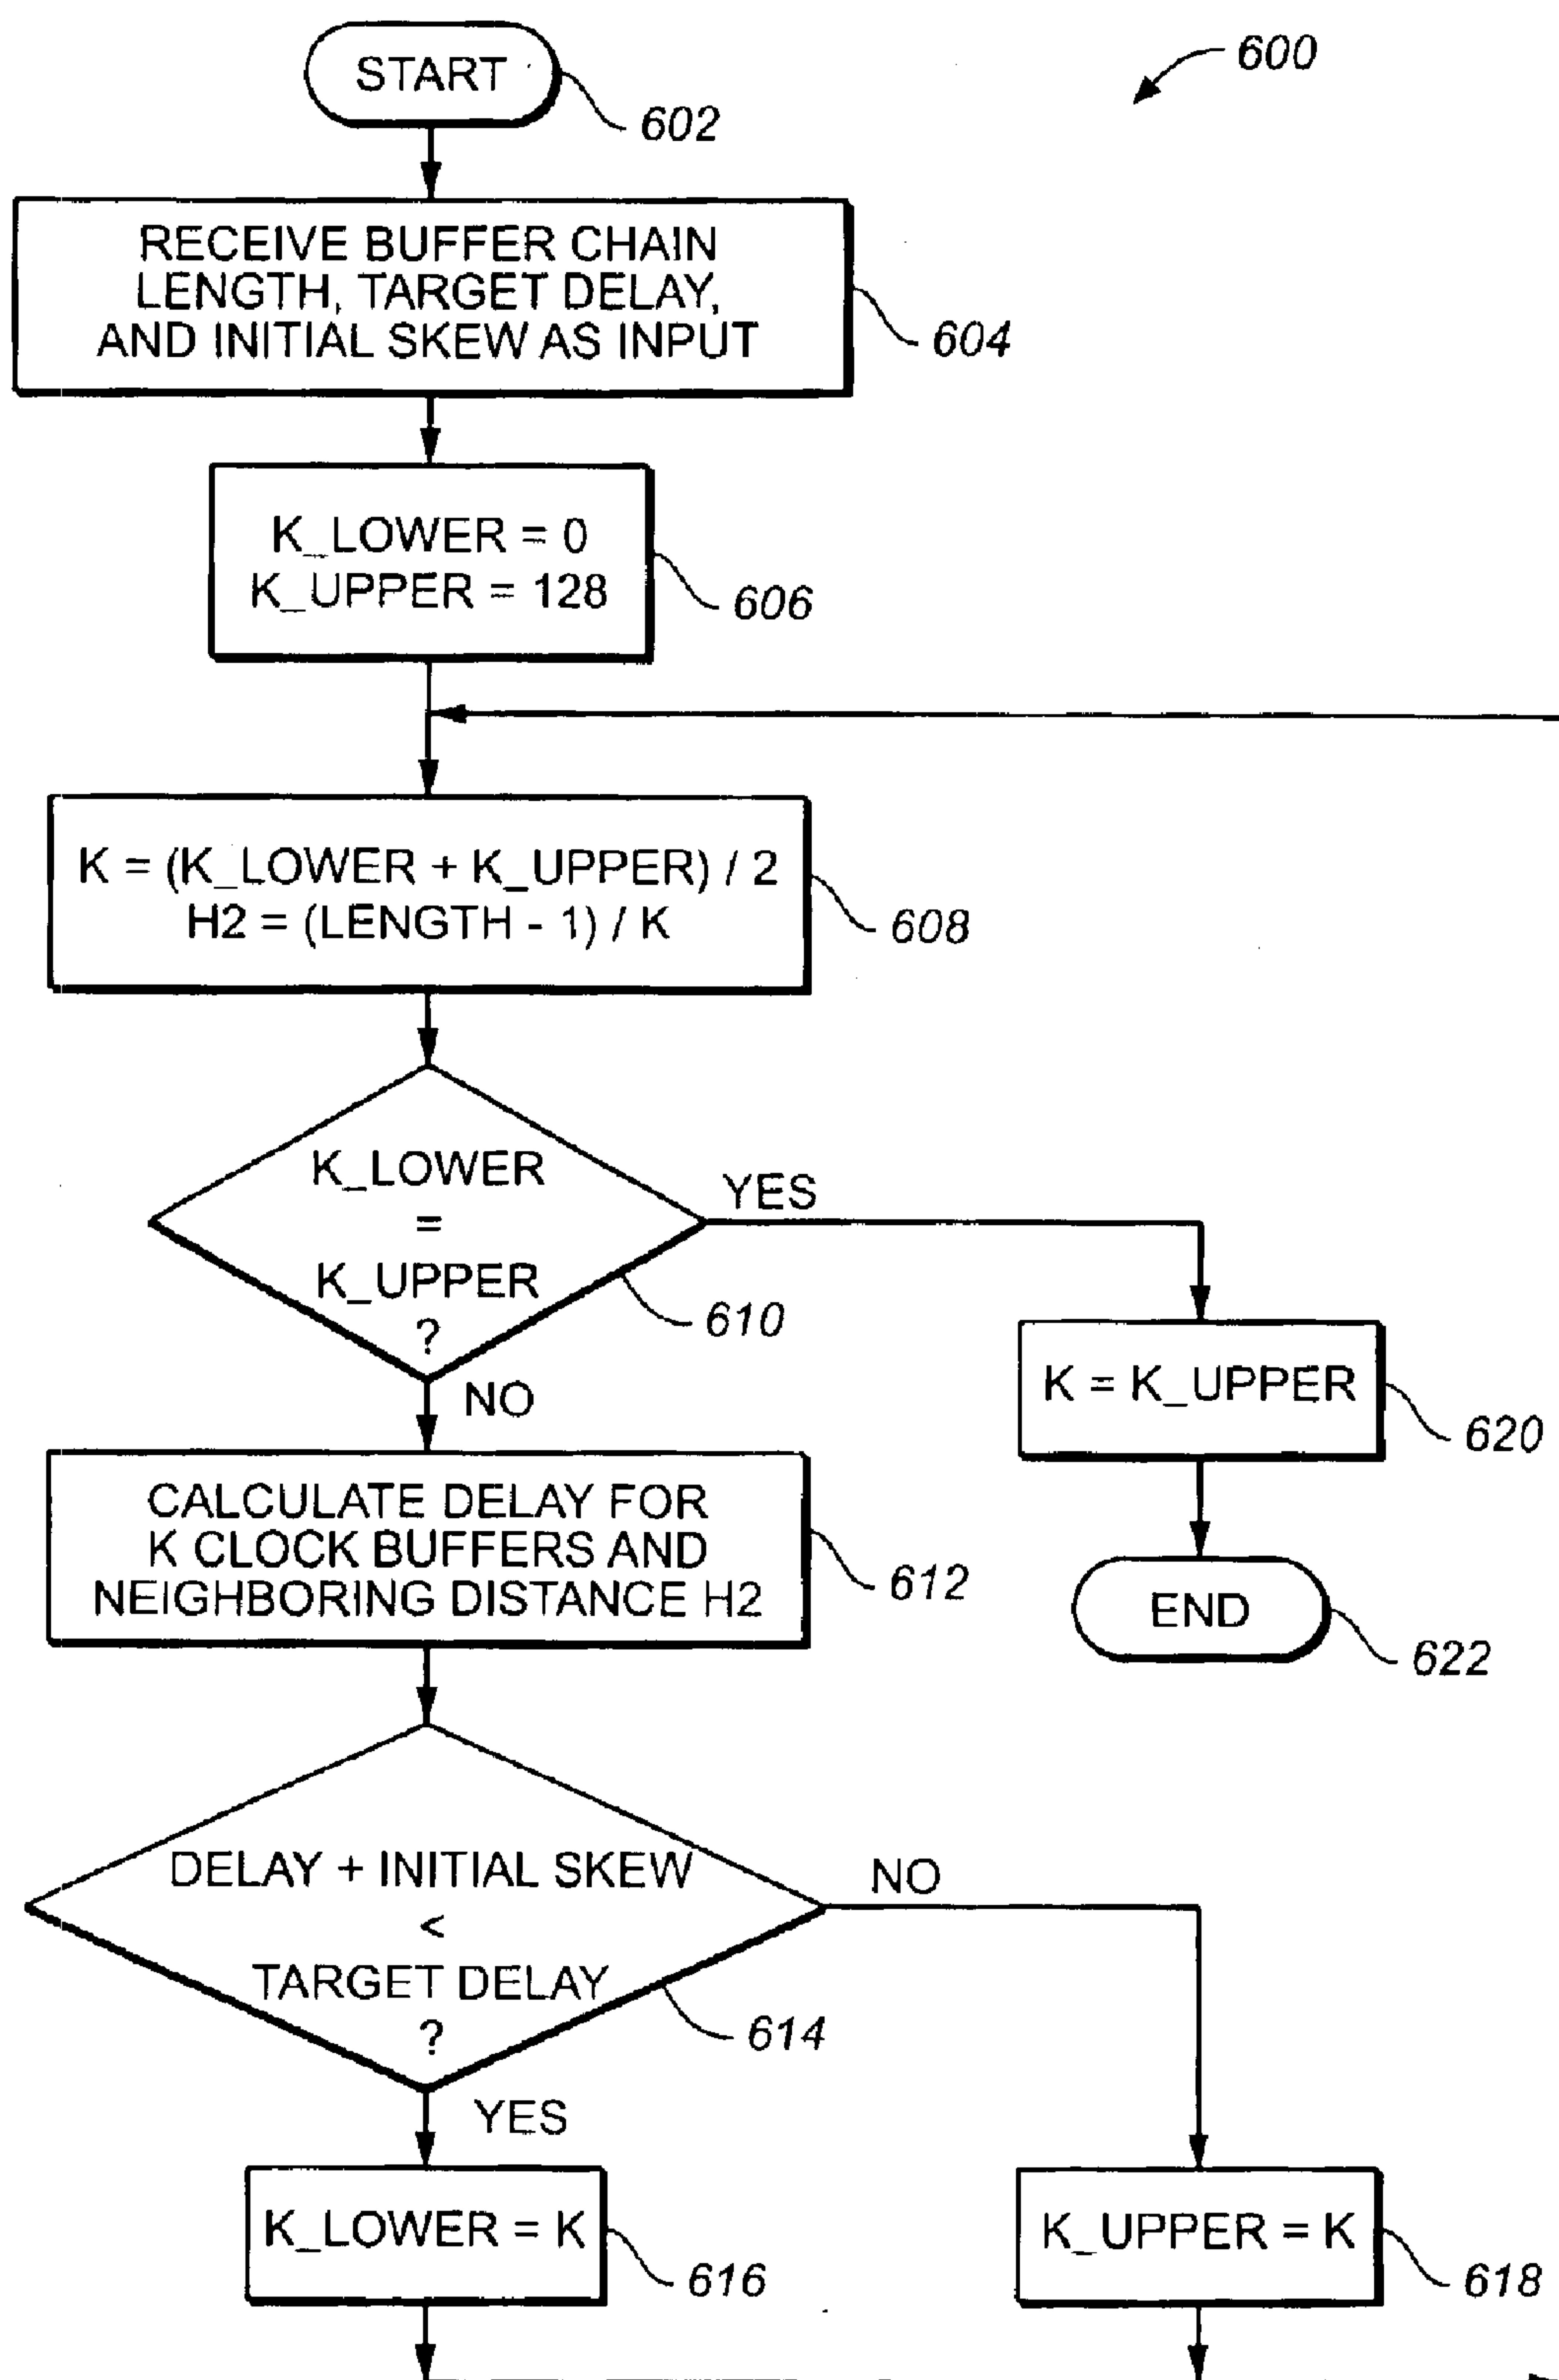 START
600
602
RECEIVE BUFFER CHAIN
LENGTH, TARGET DELAY,
AND INITIAL SKEW AS INPUT
604
K_LOWER = 0
K_UPPER = 128
606
K = (K_LOWER + K_UPPER) / 2
H2 = (LENGTH - 1) / K
608
K_LOWER
=
K_UPPER
?
YES
610
NO
K = K_UPPER
620
CALCULATE DELAY FOR
K CLOCK BUFFERS AND
NEIGHBORING DISTANCE H2
612
END
622
DELAY + INITIAL SKEW
<
TARGET DELAY
?
NO
614
YES
K_LOWER = K
616
K_UPPER = K
618